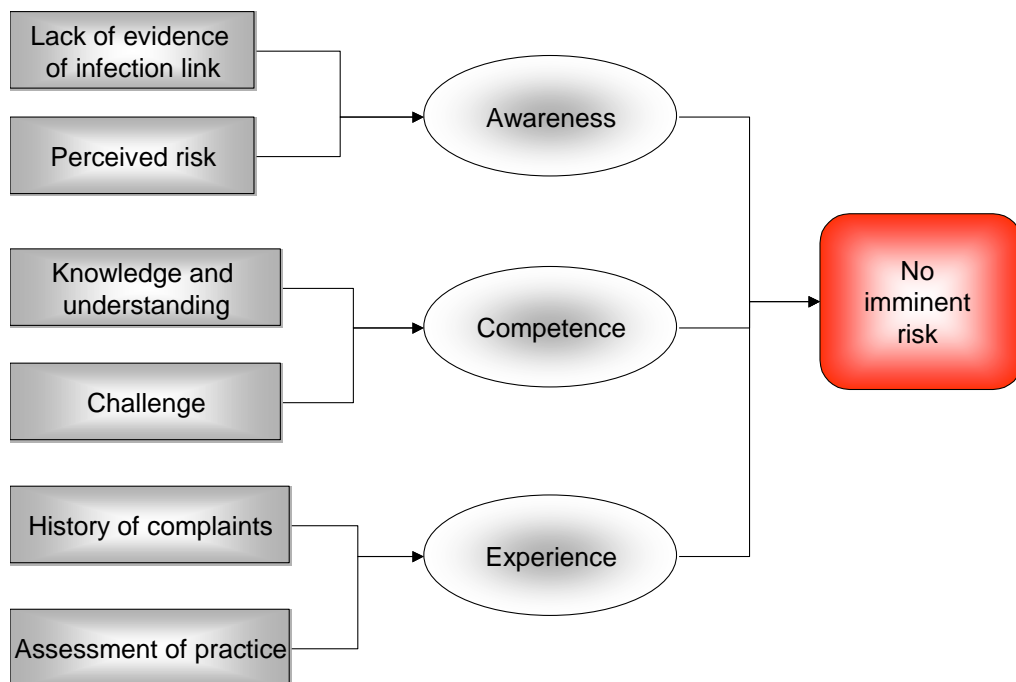 Lack of evidence
of infection link
Perceived risk
Awareness
Knowledge and
understanding
Challenge
Competence
History of complaints
Assessment of practice
Experience
No
imminent
risk